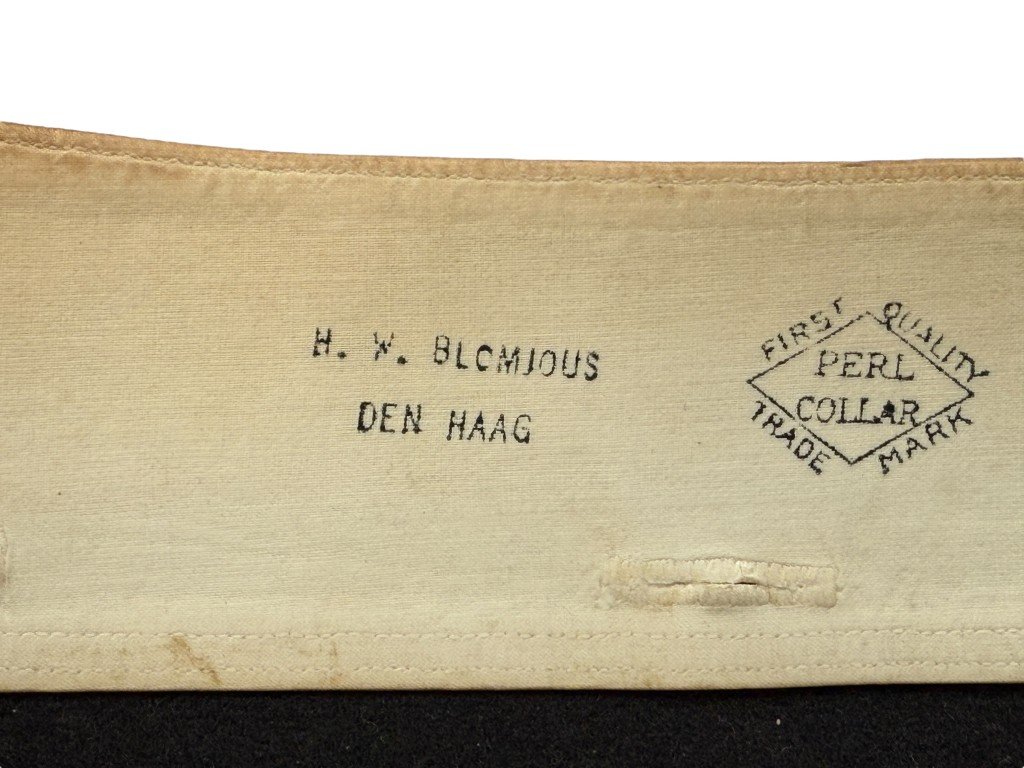 H. W. BLOMJOUS
DEN HAAG
FIRST QUALITY
PERL
COLLAR
TRADE MARK